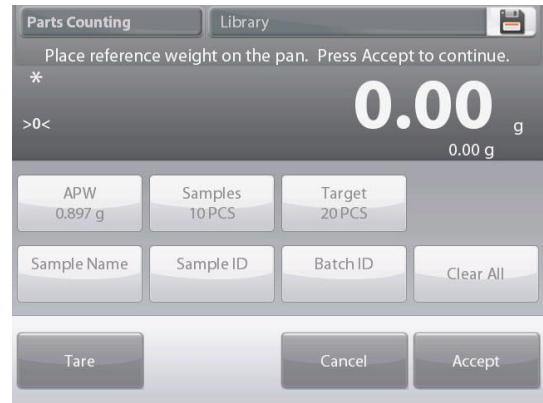 Parts Counting
Library
Place reference weight on the pan. Press Accept to continue.
*
0.00 g
>0<
0.00 g
APW
0.897 g
Samples
10 PCS
Target
20 PCS
Sample Name
Sample ID
Batch ID
Clear All
Tare
Cancel
Accept